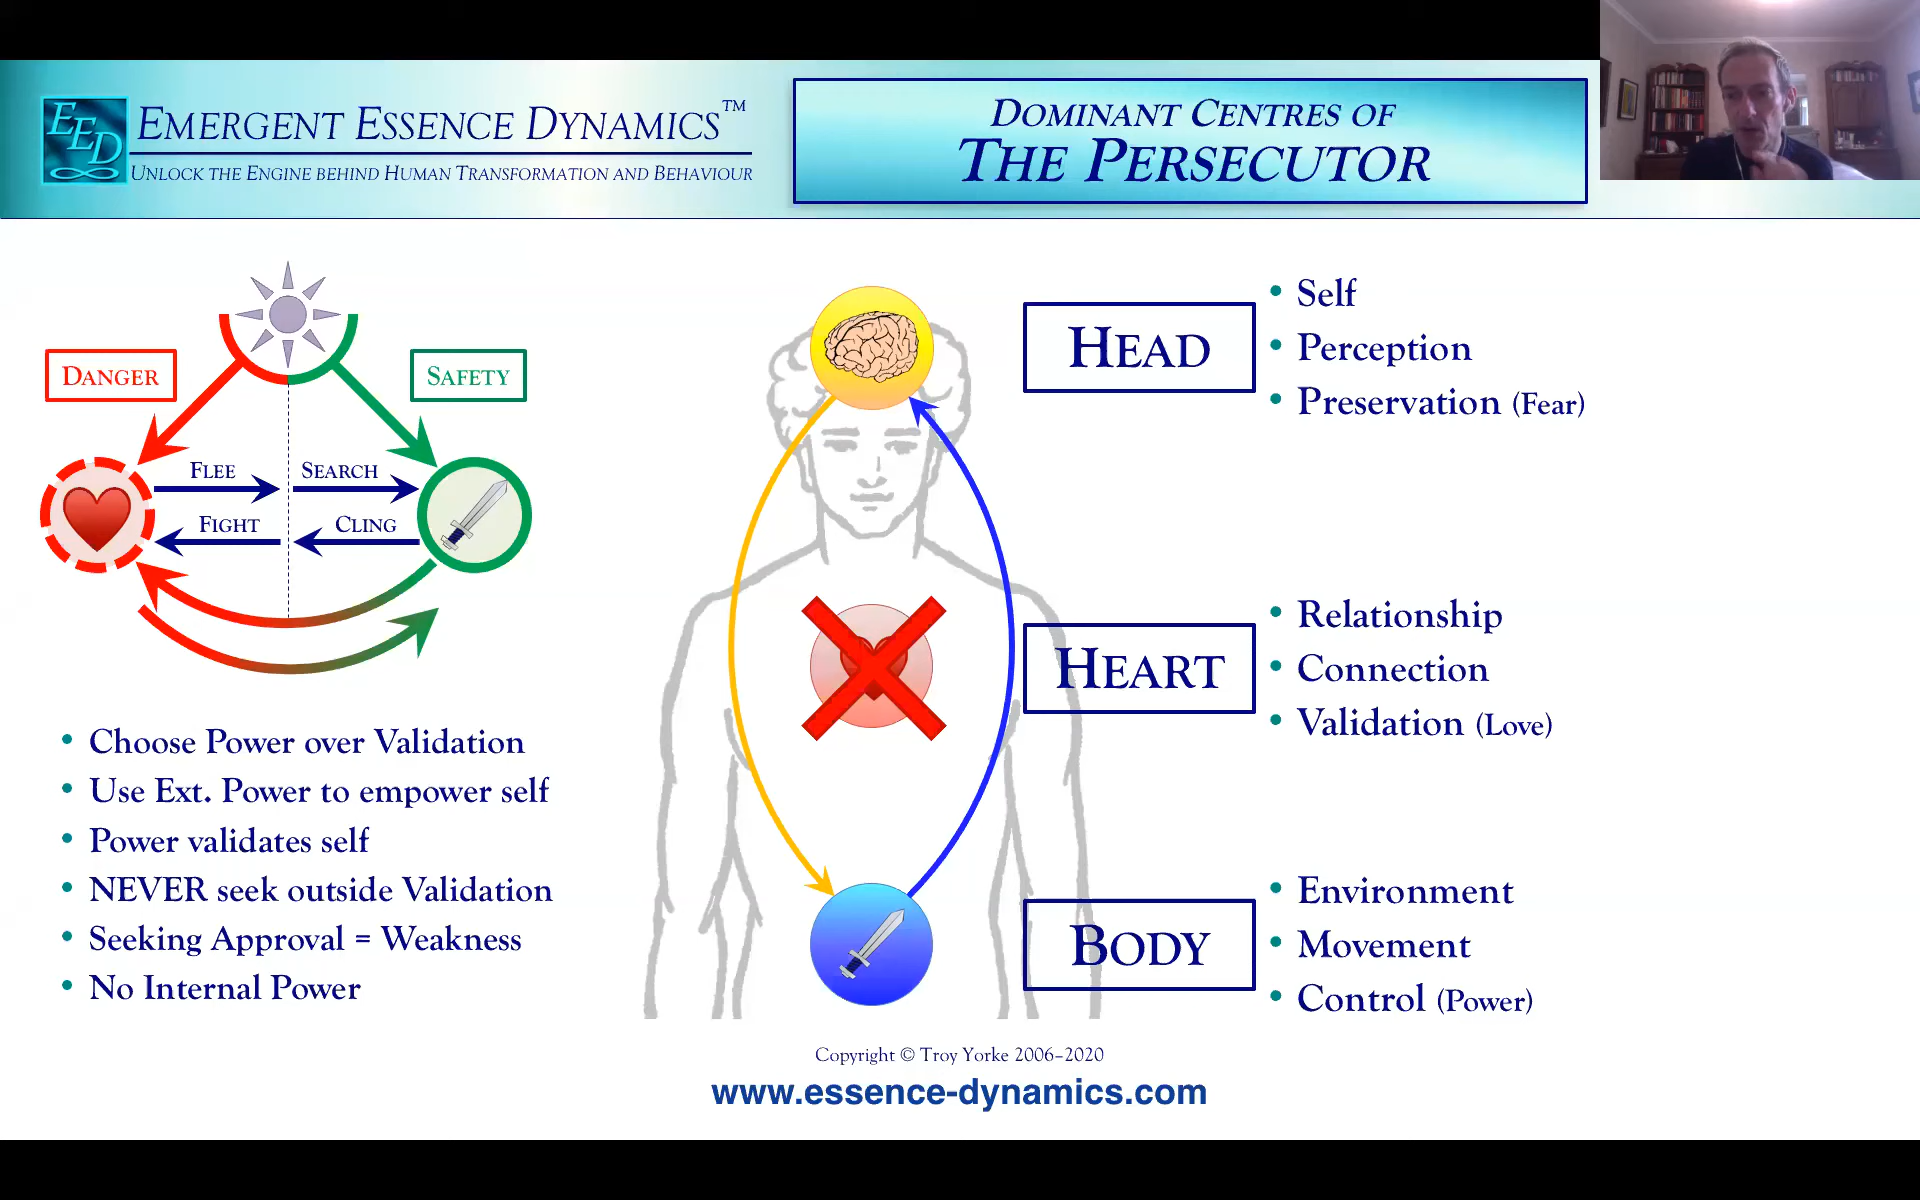 EED
EMERGENT ESSENCE DYNAMICS™
UNLOCK THE ENGINE BEHIND HUMAN TRANSFORMATION AND BEHAVIOUR
DOMINANT CENTRES OF
THE PERSECUTOR
DANGER
SAFETY
FLEE
SEARCH
FIGHT
CLING
• Choose Power over Validation
• Use Ext. Power to empower self
• Power validates self
• NEVER seek outside Validation
• Seeking Approval = Weakness
• No Internal Power
HEAD
• Self
• Perception
• Preservation (Fear)
HEART
• Relationship
• Connection
• Validation (Love)
BODY
• Environment
• Movement
• Control (Power)
Copyright © Troy Yorke 2006–2020
www.essence-dynamics.com